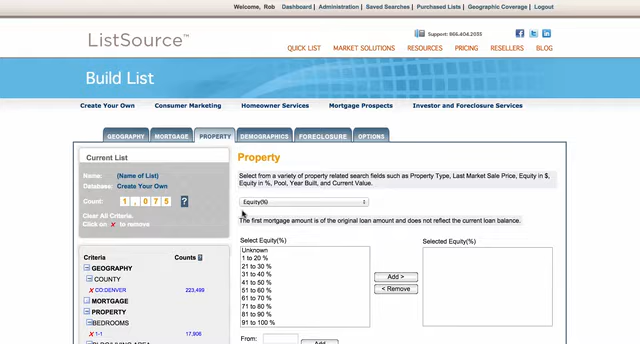 Welcome, Rob Dashboard | Administration | Saved Searches | Purchased Lists | Geographic Coverage | Logout
ListSource™
Support: 866.404.2035
QUICK LIST MARKET SOLUTIONS RESOURCES PRICING RESELLERS BLOG
Build List
Create Your Own Consumer Marketing Homeowner Services Mortgage Prospects Investor and Foreclosure Services
GEOGRAPHY MORTGAGE PROPERTY DEMOGRAPHICS FORECLOSURE OPTIONS
Current List
Name: (Name of List)
Database: Create Your Own
Count: 1,075 ?
Clear All Criteria.
Click on x to remove
Criteria Counts ?
GEOGRAPHY
COUNTY
x CO:DENVER 223,499
MORTGAGE
PROPERTY
BEDROOMS
x 1-1 17,906
BLDG/LIVING AREA
Property
Select from a variety of property related search fields such as Property Type, Last Market Sale Price, Equity in $,
Equity in %, Pool, Year Built, and Current Value.
Equity(%)
The first mortgage amount is of the original loan amount and does not reflect the current loan balance.
Select Equity(%) Selected Equity(%)
Unknown
1 to 20 %
21 to 30 %
31 to 40 %
41 to 50 %
51 to 60 %
61 to 70 %
71 to 80 %
81 to 90 %
91 to 100 %
Add >
< Remove
From:
Add